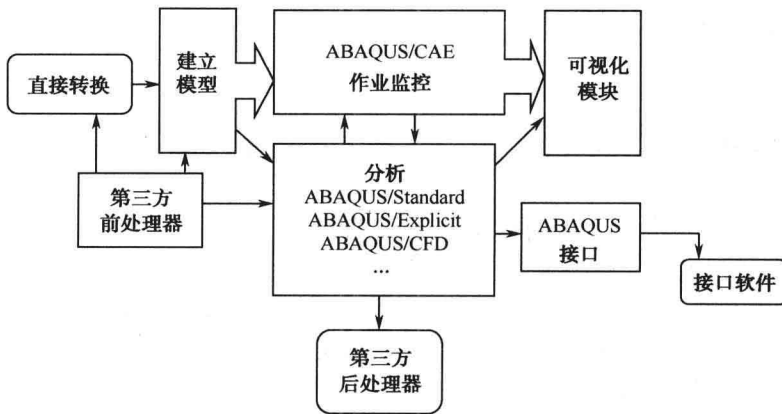 建立
模型
ABAQUS/CAE
作业监控
可视化
模块
直接转换
第三方
前处理器
分析
ABAQUS/Standard
ABAQUS/Explicit
ABAQUS/CFD
...
ABAQUS
接口
接口软件
第三方
后处理器